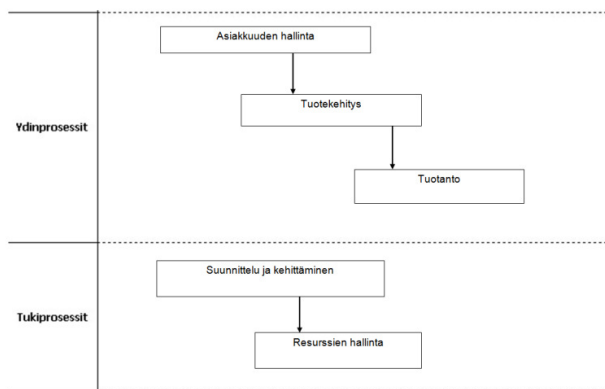 Asiakkuuden hallinta
Tuotekehitys
Ydinprosessit
Tuotanto
Suunnittelu ja kehittäminen
Tukiprosessit
Resurssien hallinta